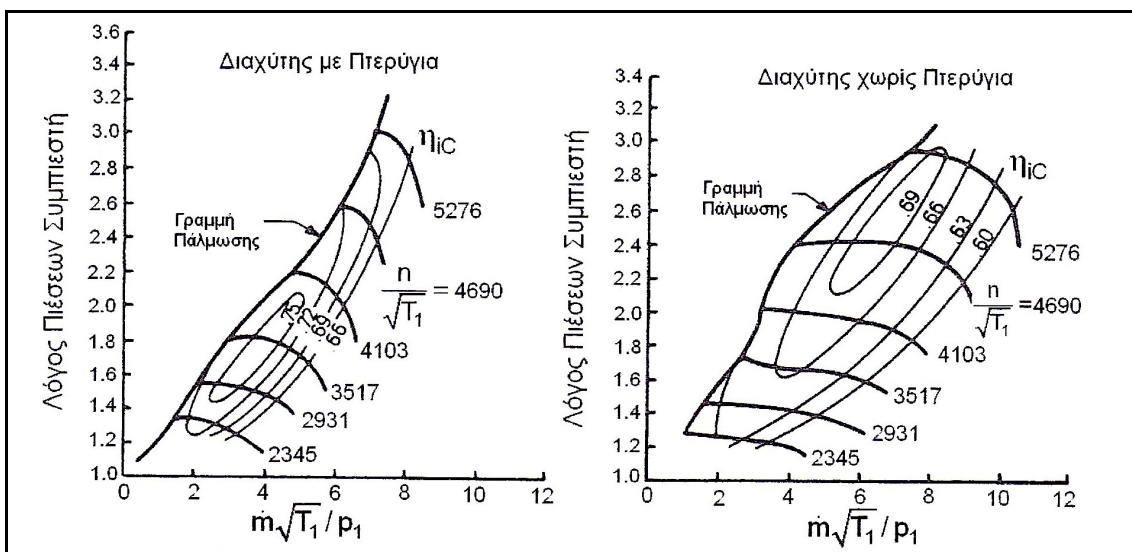 Διαχύτης με Πτερύγια
Λόγος Πιέσεων Συμπιεστή
3.6
3.4
3.2
3.0
2.8
2.6
2.4
2.2
2.0
1.8
1.6
1.4
1.2
1.0
0 2 4 6 8 10 12
ηiC
Γραμμή
Πάλμωσης
5276
n/√T₁ = 4690
4103
3517
2931
2345
.75 .72 .69 .66
ṁ√T₁ / p₁
Διαχύτης χωρίς Πτερύγια
Λόγος Πιέσεων Συμπιεστή
3.4
3.2
3.0
2.8
2.6
2.4
2.2
2.0
1.8
1.6
1.4
1.2
1.0
0 2 4 6 8 10 12
ηiC
Γραμμή
Πάλμωσης
.69 .66 .63 .60
5276
n/√T₁ = 4690
4103
3517
2931
2345
ṁ√T₁ / p₁